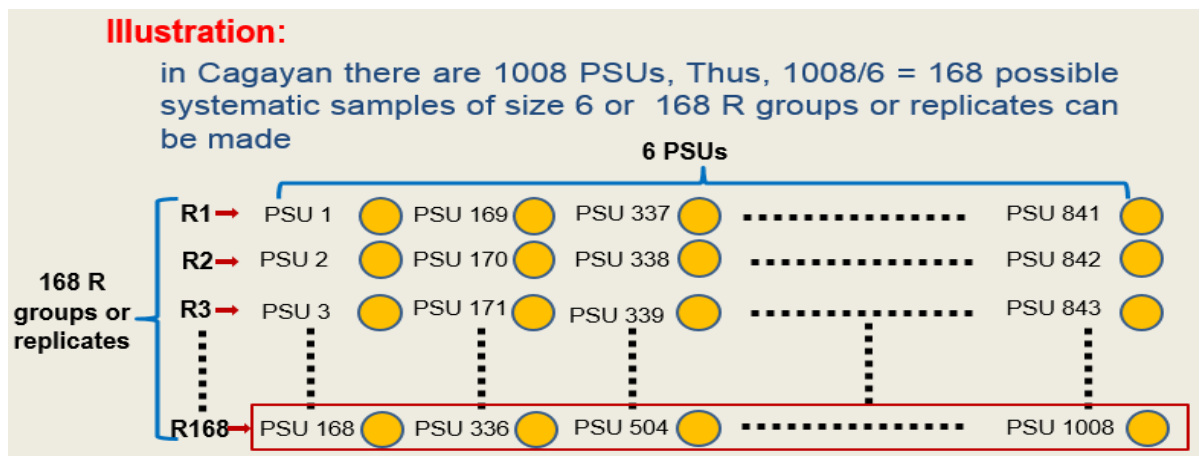 Illustration:
in Cagayan there are 1008 PSUs, Thus, 1008/6 = 168 possible
systematic samples of size 6 or 168 R groups or replicates can
be made
6 PSUs
R1 PSU 1 PSU 169 PSU 337 PSU 841
R2 PSU 2 PSU 170 PSU 338 PSU 842
168 R
groups or
replicates
R3 PSU 3 PSU 171 PSU 339 PSU 843
R168 PSU 168 PSU 336 PSU 504 PSU 1008